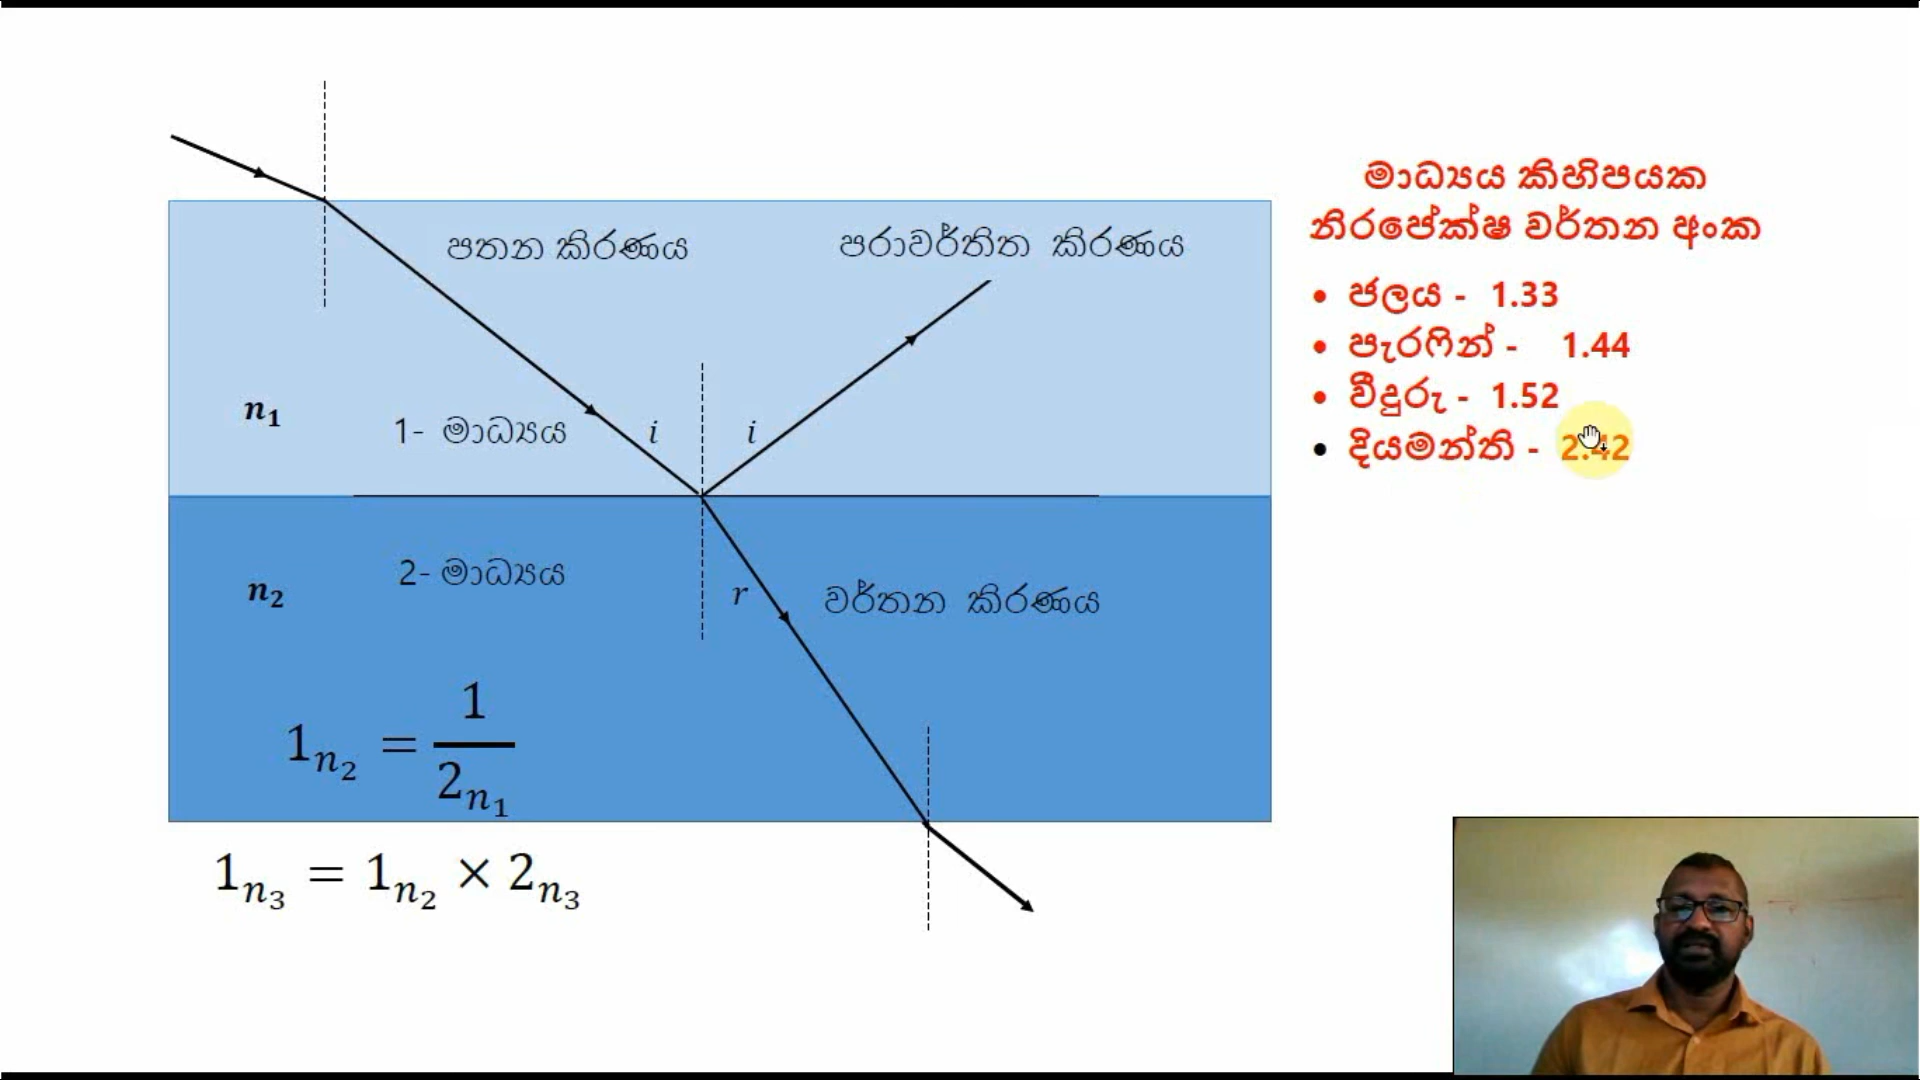 පතන කිරණය
පරාවර්තිත කිරණය
n₁
1- මාධ්‍යය
i
i
2- මාධ්‍යය
n₂
r
වර්තන කිරණය
1ₙ₂ = 1/2ₙ₁
1ₙ₃ = 1ₙ₂ × 2ₙ₃
මාධ්‍යය කිහිපයක
නිරපේක්ෂ වර්තන අංක
• ජලය - 1.33
• පැරෆින් - 1.44
• වීදුරු - 1.52
• දියමන්ති - 2.42